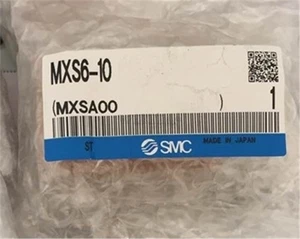 MXS6-10
(MXSA00 ) 1
ST SMC MADE IN JAPAN